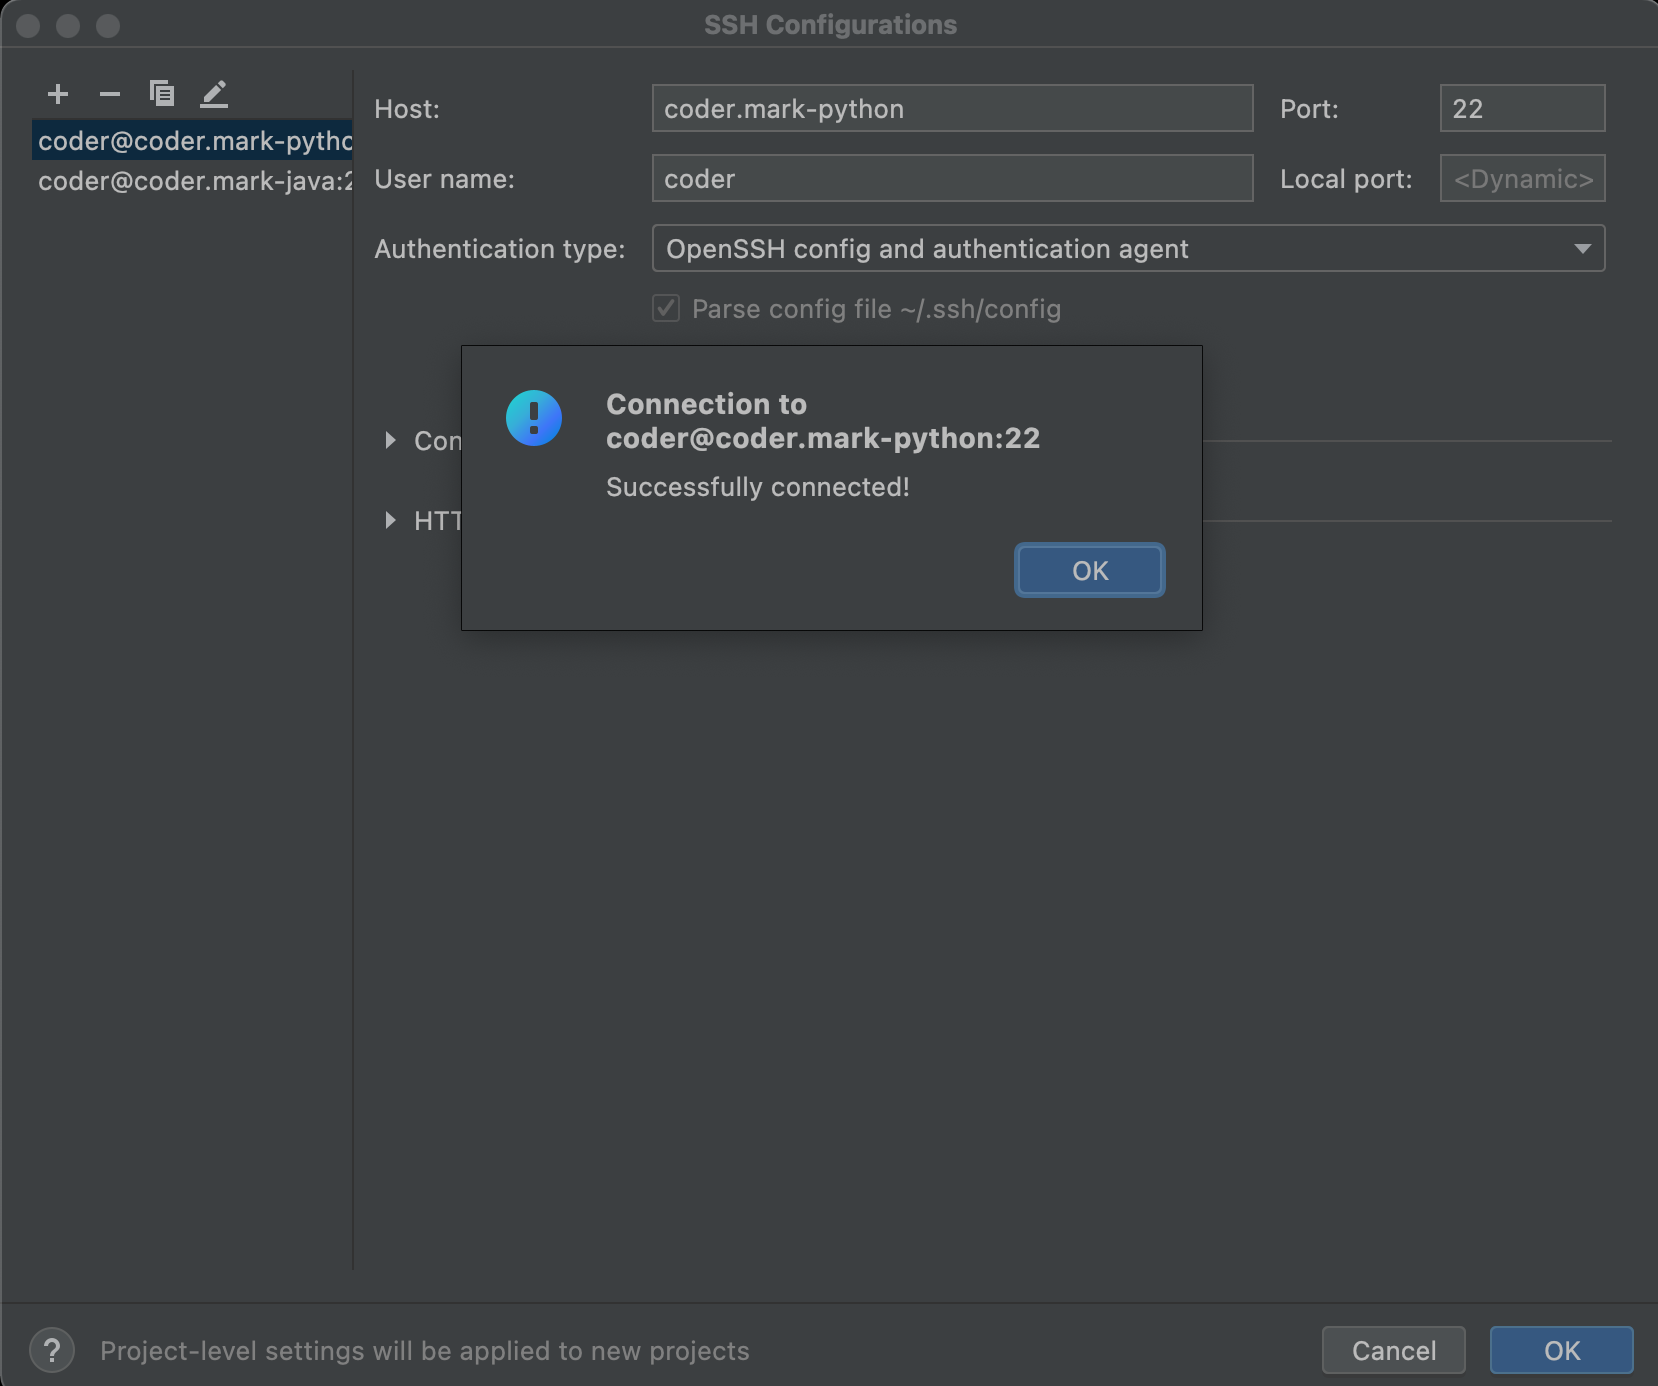 SSH Configurations
coder@coder.mark-pytho
coder@coder.mark-java:2
Host:
coder.mark-python
Port:
22
User name:
coder
Local port:
<Dynamic>
Authentication type:
OpenSSH config and authentication agent
Parse config file ~/.ssh/config
Con
HTT
Connection to
coder@coder.mark-python:22
Successfully connected!
OK
?
Project-level settings will be applied to new projects
Cancel
OK